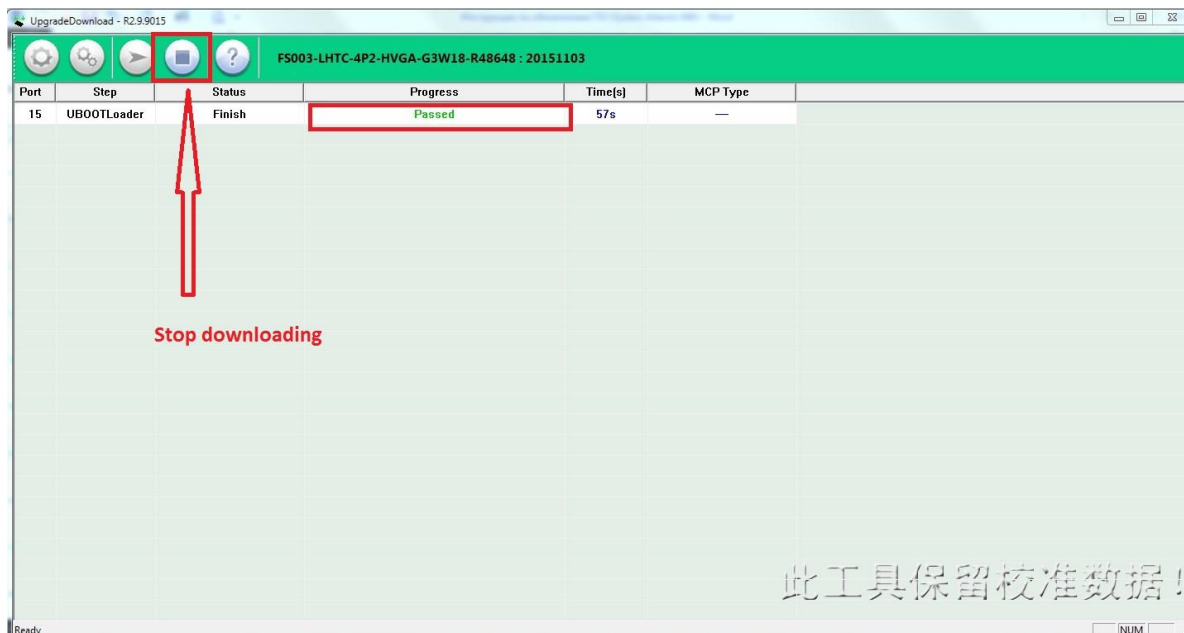 UpgradeDownload - R2.9.9015
?
FS003-LHTC-4P2-HVGA-G3W18-R48648 : 20151103
Port Step Status Progress Time(s) MCP Type
15 UBOOTLoader Finish Passed 57s —
Stop downloading
此工具保留校准数据！
Ready NUM